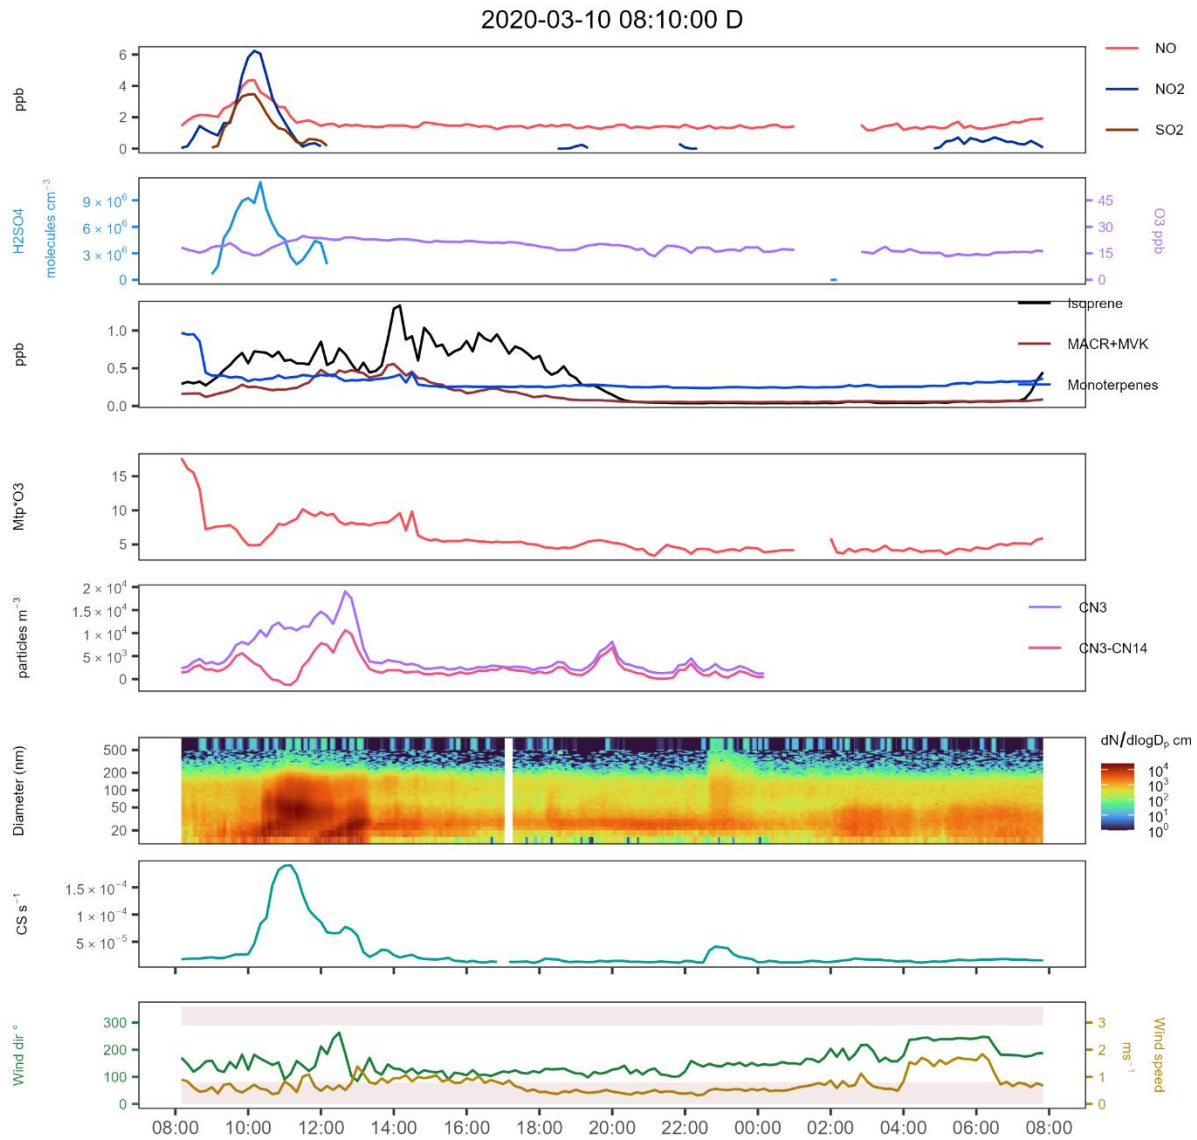 2020-03-10 08:10:00 D
ppb
6
4
2
0
NO
NO2
SO2
H2SO4
molecules cm⁻³
9 × 10⁶
6 × 10⁶
3 × 10⁶
0
45
30
15
0
O3 ppb
ppb
1.0
0.5
0.0
Isoprene
MACR+MVK
Monoterpenes
Mtp*O3
15
10
5
particles m⁻³
2 × 10⁴
1.5 × 10⁴
1 × 10⁴
5 × 10³
0
CN3
CN3-CN14
Diameter (nm)
500
200
100
50
20
dN/dlogDₚ cm
10⁴
10³
10²
10¹
10⁰
CS s⁻¹
1.5 × 10⁻⁴
1 × 10⁻⁴
5 × 10⁻⁵
Wind dir °
300
200
100
0
3
2
1
0
Wind speed
ms⁻¹
08:00 10:00 12:00 14:00 16:00 18:00 20:00 22:00 00:00 02:00 04:00 06:00 08:00